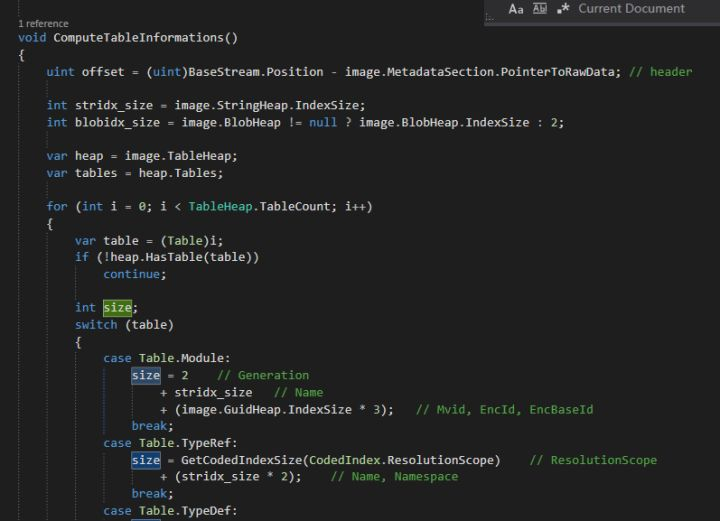 Aa Abl .* Current Document
1 reference
void ComputeTableInformations()
{
uint offset = (uint)BaseStream.Position - image.MetadataSection.PointerToRawData; // header
int stridx_size = image.StringHeap.IndexSize;
int blobidx_size = image.BlobHeap != null ? image.BlobHeap.IndexSize : 2;
var heap = image.TableHeap;
var tables = heap.Tables;
for (int i = 0; i < TableHeap.TableCount; i++)
{
var table = (Table)i;
if (!heap.HasTable(table))
continue;
int size;
switch (table)
{
case Table.Module:
size = 2 // Generation
+ stridx_size // Name
+ (image.GuidHeap.IndexSize * 3); // Mvid, EncId, EncBaseId
break;
case Table.TypeRef:
size = GetCodedIndexSize(CodedIndex.ResolutionScope) // ResolutionScope
+ (stridx_size * 2); // Name, Namespace
break;
case Table.TypeDef: